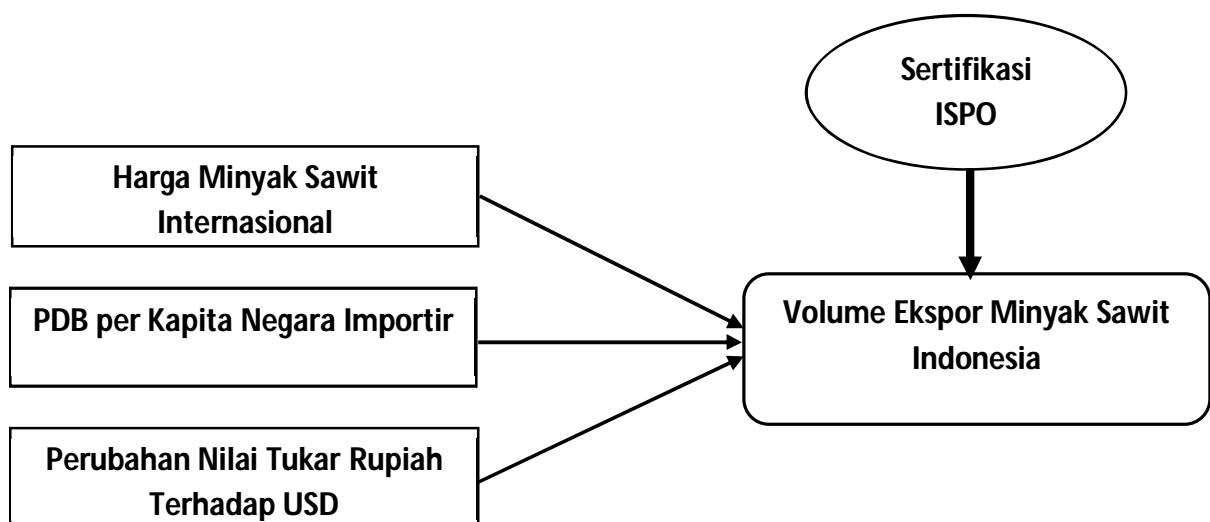 Sertifikasi
ISPO
Harga Minyak Sawit
Internasional
PDB per Kapita Negara Importir
Volume Ekspor Minyak Sawit
Indonesia
Perubahan Nilai Tukar Rupiah
Terhadap USD